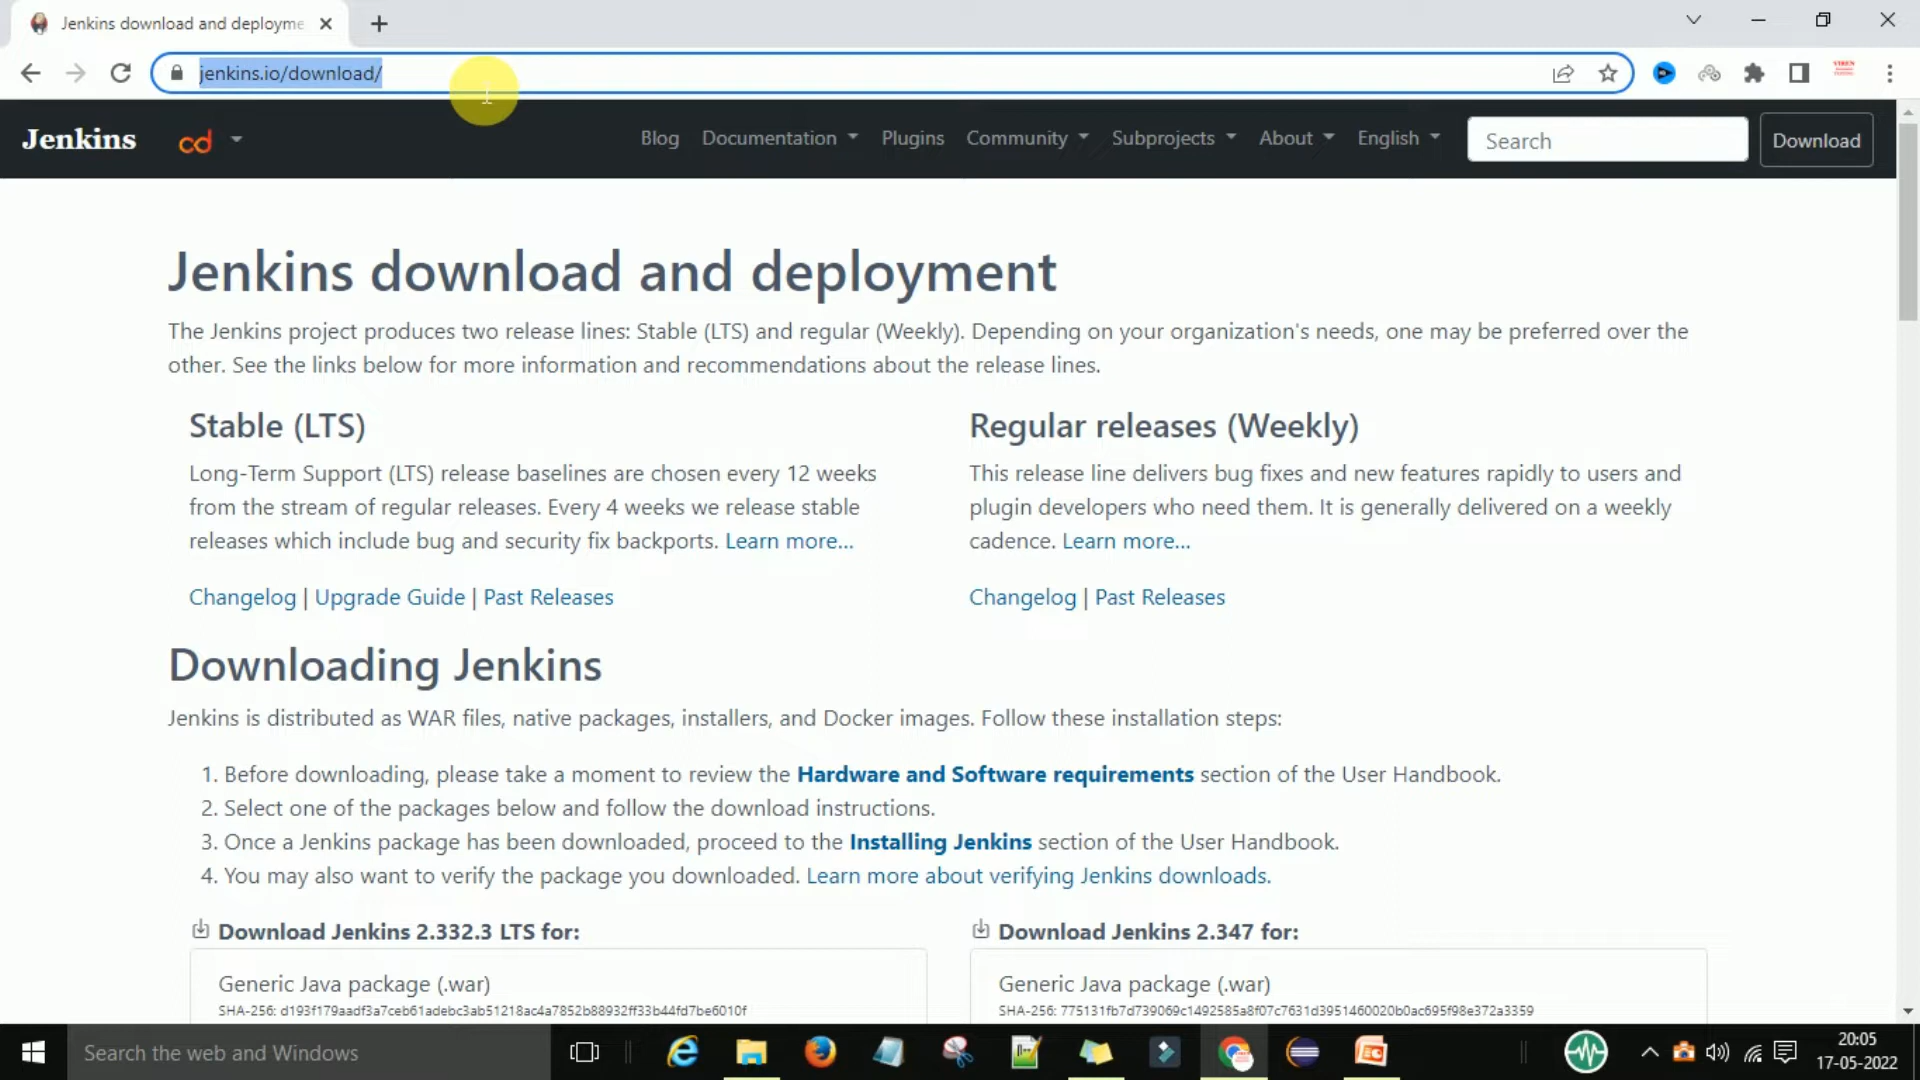 Jenkins download and deployme
jenkins.io/download/
Jenkins cd Blog Documentation Plugins Community Subprojects About English Search Download
Jenkins download and deployment
The Jenkins project produces two release lines: Stable (LTS) and regular (Weekly). Depending on your organization's needs, one may be preferred over the
other. See the links below for more information and recommendations about the release lines.
Stable (LTS)
Long-Term Support (LTS) release baselines are chosen every 12 weeks
from the stream of regular releases. Every 4 weeks we release stable
releases which include bug and security fix backports. Learn more...
Changelog | Upgrade Guide | Past Releases
Regular releases (Weekly)
This release line delivers bug fixes and new features rapidly to users and
plugin developers who need them. It is generally delivered on a weekly
cadence. Learn more...
Changelog | Past Releases
Downloading Jenkins
Jenkins is distributed as WAR files, native packages, installers, and Docker images. Follow these installation steps:
1. Before downloading, please take a moment to review the Hardware and Software requirements section of the User Handbook.
2. Select one of the packages below and follow the download instructions.
3. Once a Jenkins package has been downloaded, proceed to the Installing Jenkins section of the User Handbook.
4. You may also want to verify the package you downloaded. Learn more about verifying Jenkins downloads.
Download Jenkins 2.332.3 LTS for:
Generic Java package (.war)
SHA-256: d193f179aadf3a7ceb61adebc3ab51218ac4a7852b88932ff33b44fd7be6010f
Download Jenkins 2.347 for:
Generic Java package (.war)
SHA-256: 775131fb7d739069c1492585a8f07c7631d3951460020b0ac695f98e372a3359
Search the web and Windows
20:05
17-05-2022